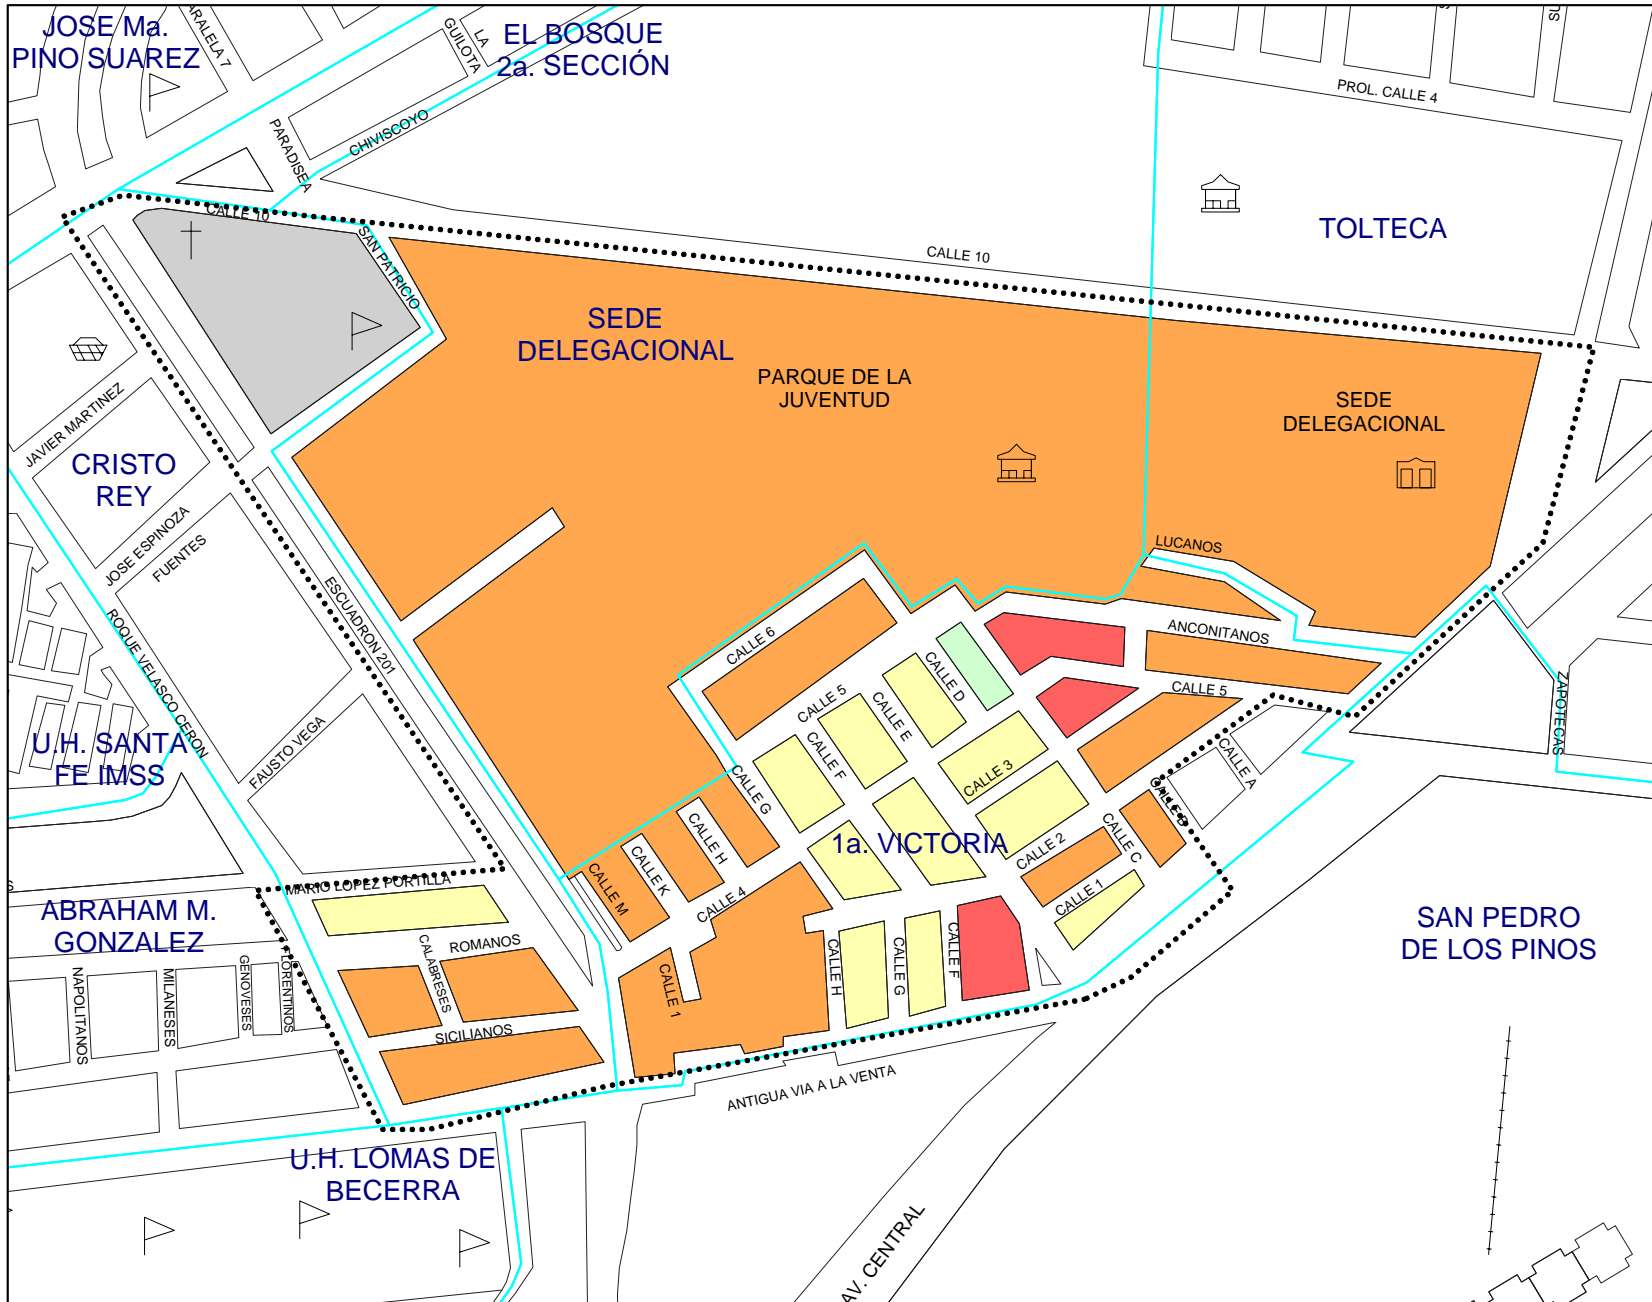 JOSE Ma.
PINO SUAREZ
LA
GUILOTA
EL BOSQUE
2a. SECCIÓN
PROL. CALLE 4
PARADISEA
CHIVISCOYO
CALLE 10
SAN PATRICIO
CALLE 10
TOLTECA
SEDE
DELEGACIONAL
PARQUE DE LA
JUVENTUD
SEDE
DELEGACIONAL
JAVIER MARTINEZ
CRISTO
REY
JOSE ESPINOZA
FUENTES
ESCUADRON 201
ROQUE VELASCO CERON
FAUSTO VEGA
U.H. SANTA
FE IMSS
LUCANOS
ANCONITANOS
CALLE 6
CALLE 5
CALLE D
CALLE E
CALLE F
CALLE 5
CALLE 3
CALLE G
CALLE A
CALLE B
CALLE C
ZAPOTECAS
1a. VICTORIA
CALLE 2
CALLE H
CALLE K
CALLE M
CALLE 4
CALLE 1
MARIO LOPEZ PORTILLA
ABRAHAM M.
GONZALEZ
ROMANOS
CALABRESES
SICILIANOS
NAPOLITANOS
MILANESES
GENOVESES
FLORENTINOS
CALLE 1
CALLE H
CALLE G
CALLE F
SAN PEDRO
DE LOS PINOS
ANTIGUA VIA A LA VENTA
U.H. LOMAS DE
BECERRA
AV. CENTRAL